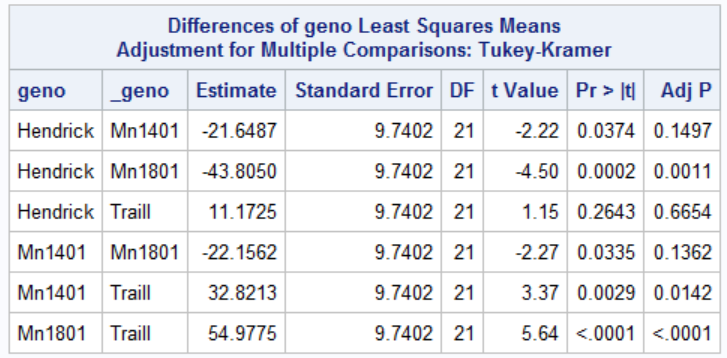 Differences of geno Least Squares Means
Adjustment for Multiple Comparisons: Tukey-Kramer
geno _geno Estimate Standard Error DF t Value Pr > |t| Adj P
Hendrick Mn1401 -21.6487 9.7402 21 -2.22 0.0374 0.1497
Hendrick Mn1801 -43.8050 9.7402 21 -4.50 0.0002 0.0011
Hendrick Traill 11.1725 9.7402 21 1.15 0.2643 0.6654
Mn1401 Mn1801 -22.1562 9.7402 21 -2.27 0.0335 0.1362
Mn1401 Traill 32.8213 9.7402 21 3.37 0.0029 0.0142
Mn1801 Traill 54.9775 9.7402 21 5.64 <.0001 <.0001